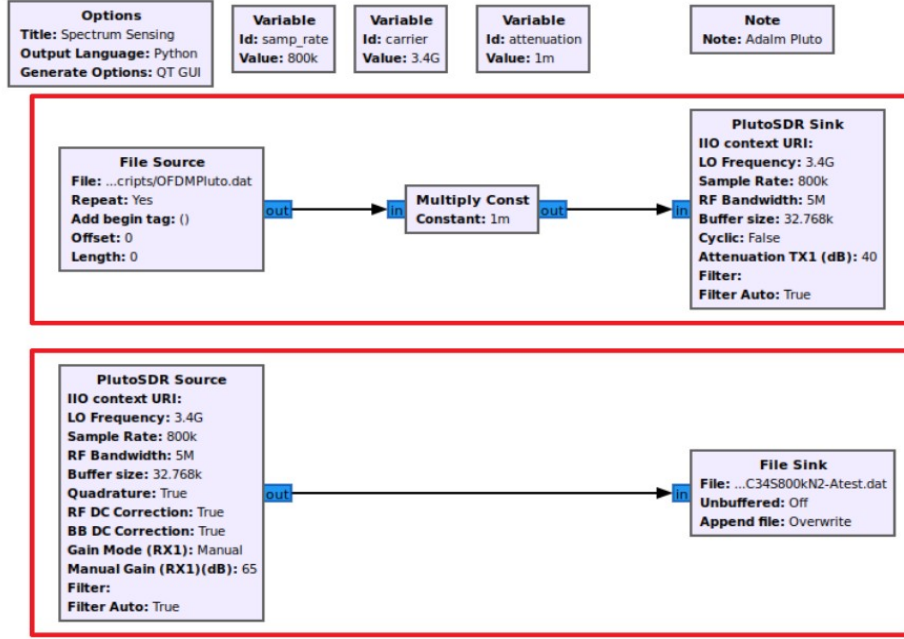 Options
Title: Spectrum Sensing
Output Language: Python
Generate Options: QT GUI
Variable
Id: samp_rate
Value: 800k
Variable
Id: carrier
Value: 3.4G
Variable
Id: attenuation
Value: 1m
Note
Note: Adalm Pluto
File Source
File: ...cripts/OFDMPluto.dat
Repeat: Yes
Add begin tag: ()
Offset: 0
Length: 0
out
in
Multiply Const
Constant: 1m
out
in
PlutoSDR Sink
IIO context URI:
LO Frequency: 3.4G
Sample Rate: 800k
RF Bandwidth: 5M
Buffer size: 32.768k
Cyclic: False
Attenuation TX1 (dB): 40
Filter:
Filter Auto: True
PlutoSDR Source
IIO context URI:
LO Frequency: 3.4G
Sample Rate: 800k
RF Bandwidth: 5M
Buffer size: 32.768k
Quadrature: True
RF DC Correction: True
BB DC Correction: True
Gain Mode (RX1): Manual
Manual Gain (RX1)(dB): 65
Filter:
Filter Auto: True
out
in
File Sink
File: ...C34S800kN2-Atest.dat
Unbuffered: Off
Append file: Overwrite